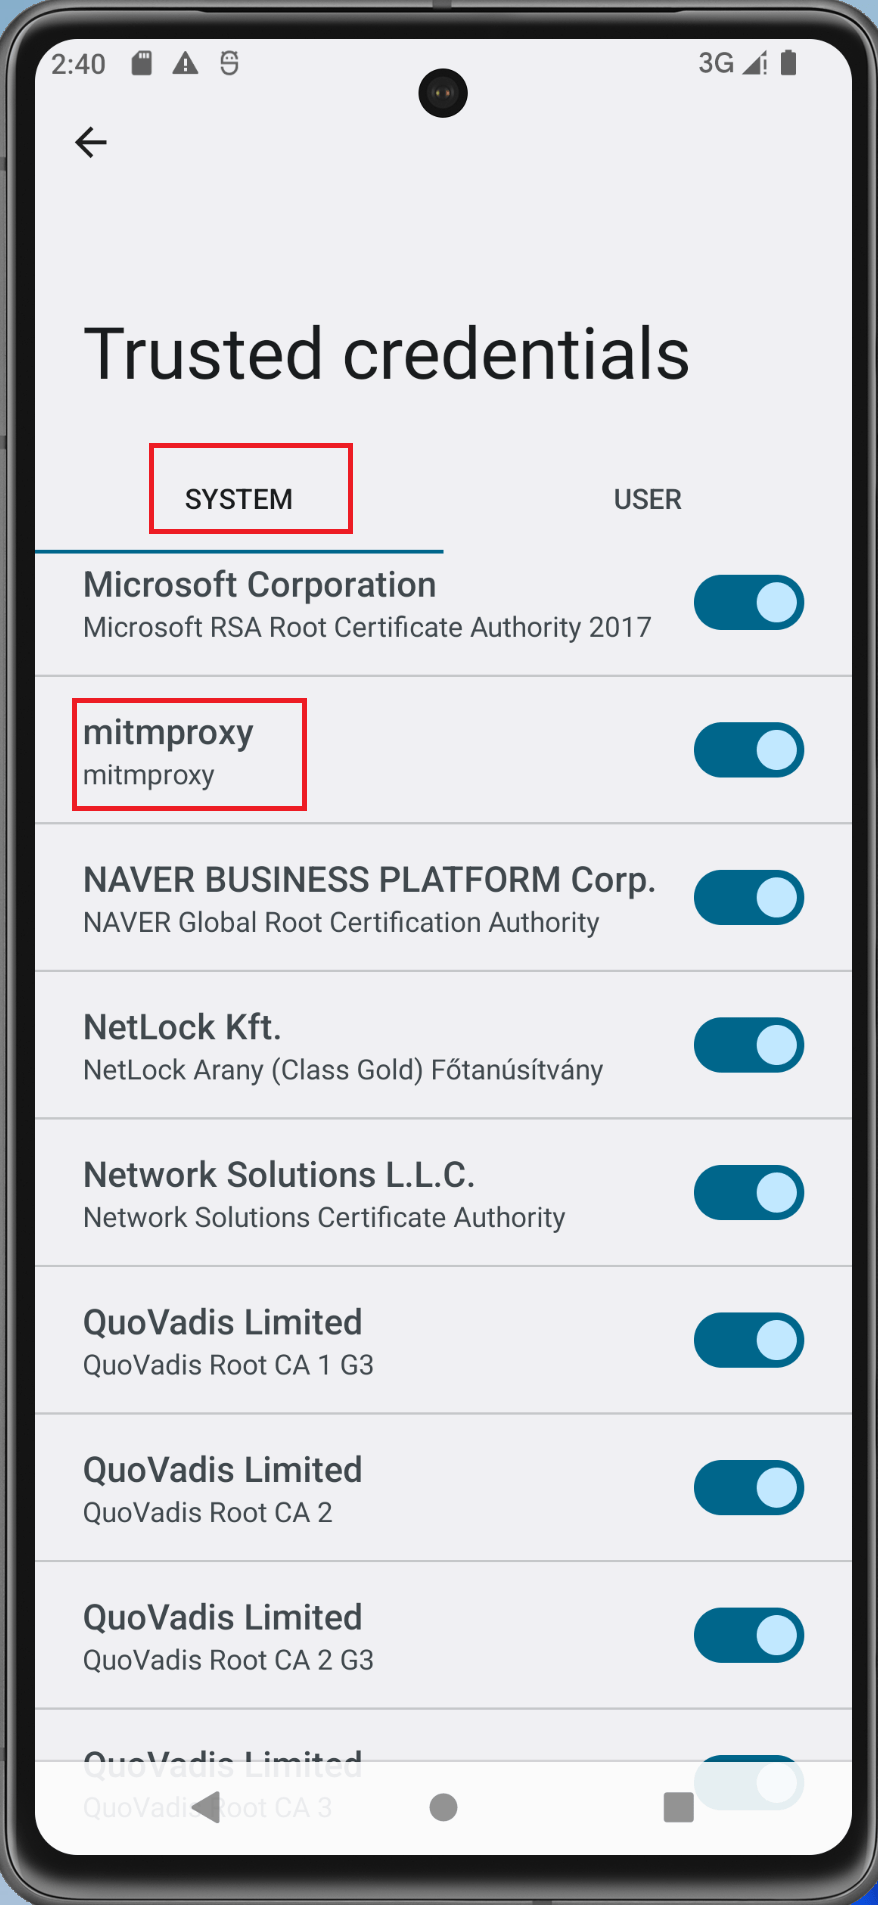 2:40
3G
Trusted credentials
SYSTEM
USER
Microsoft Corporation
Microsoft RSA Root Certificate Authority 2017
mitmproxy
mitmproxy
NAVER BUSINESS PLATFORM Corp.
NAVER Global Root Certification Authority
NetLock Kft.
NetLock Arany (Class Gold) Főtanúsítvány
Network Solutions L.L.C.
Network Solutions Certificate Authority
QuoVadis Limited
QuoVadis Root CA 1 G3
QuoVadis Limited
QuoVadis Root CA 2
QuoVadis Limited
QuoVadis Root CA 2 G3
QuoVadis Limited
QuoVadis Root CA 3